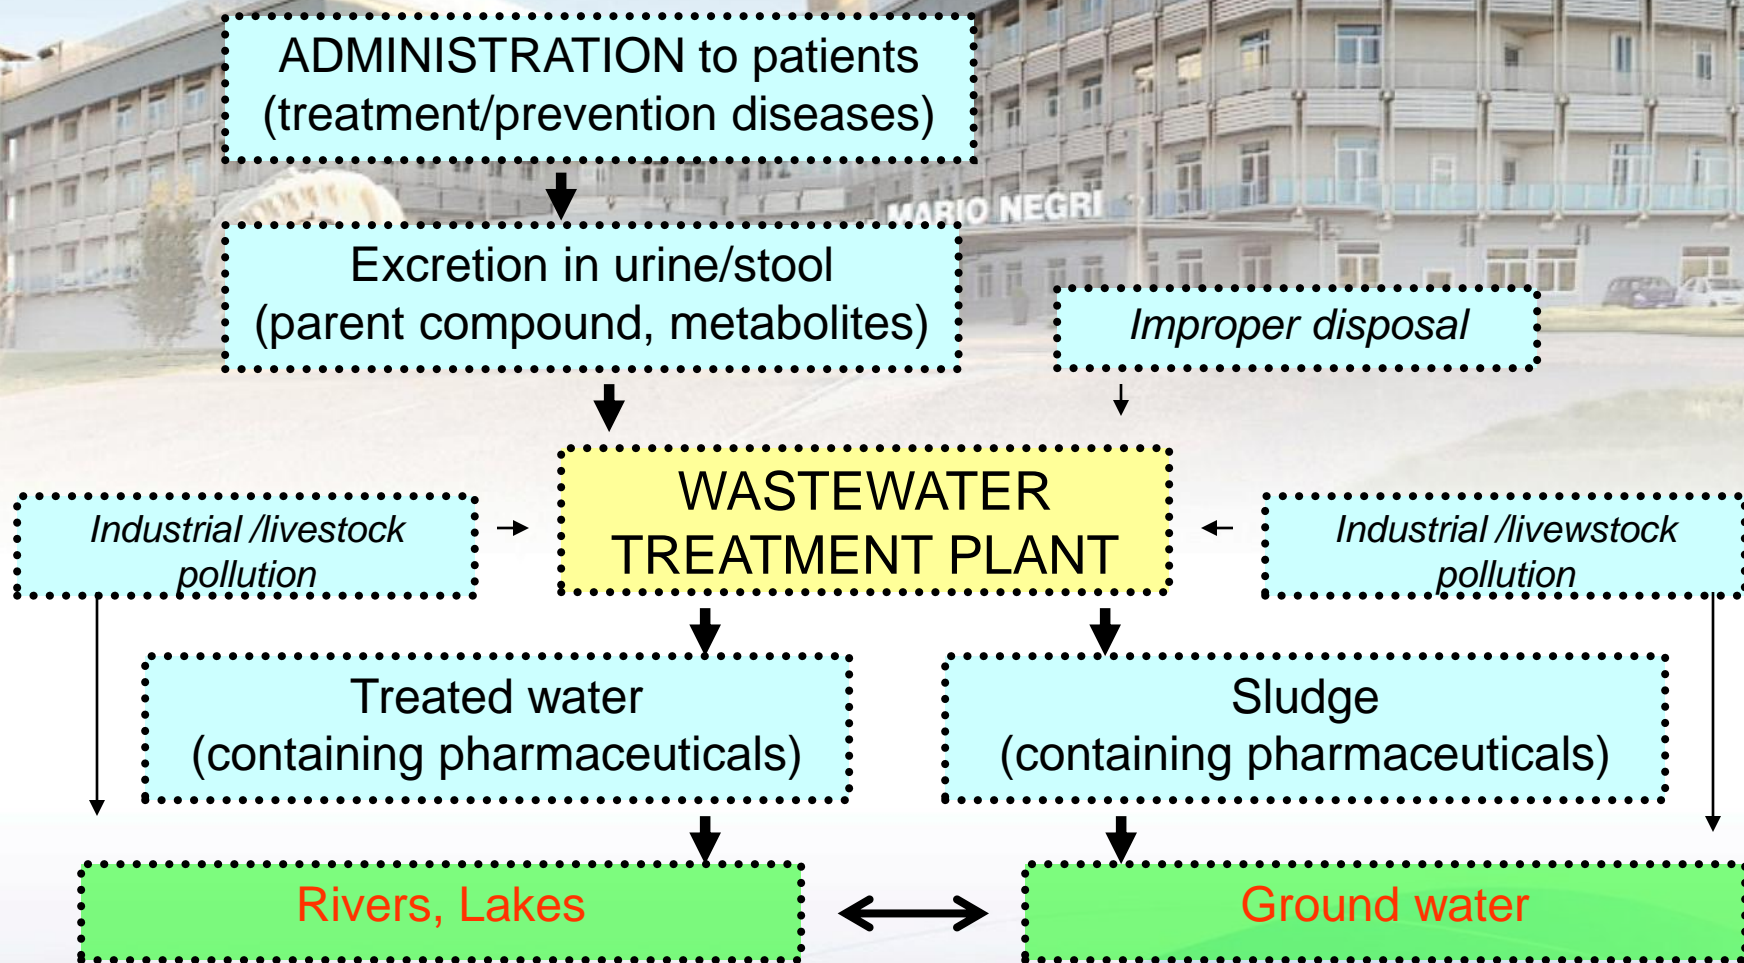 ADMINISTRATION to patients
(treatment/prevention diseases)
MARIO NEGRI
Excretion in urine/stool
(parent compound, metabolites)
Improper disposal
WASTEWATER
TREATMENT PLANT
Industrial /livestock
pollution
Industrial /livewstock
pollution
Treated water
(containing pharmaceuticals)
Sludge
(containing pharmaceuticals)
Rivers, Lakes
Ground water